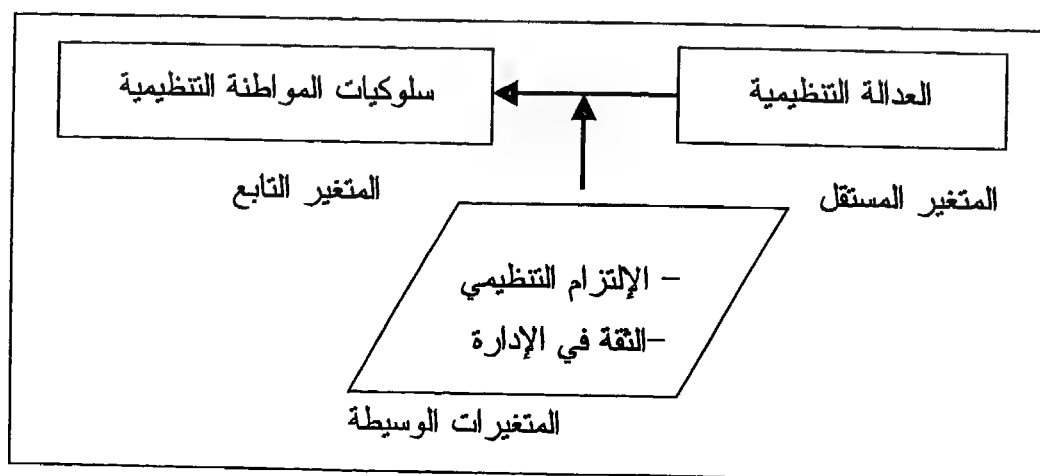 العدالة التنظيمية
سلوكيات المواطنة التنظيمية
المتغير المستقل
المتغير التابع
– الإلتزام التنظيمي
–الثقة في الإدارة
المتغيرات الوسيطة